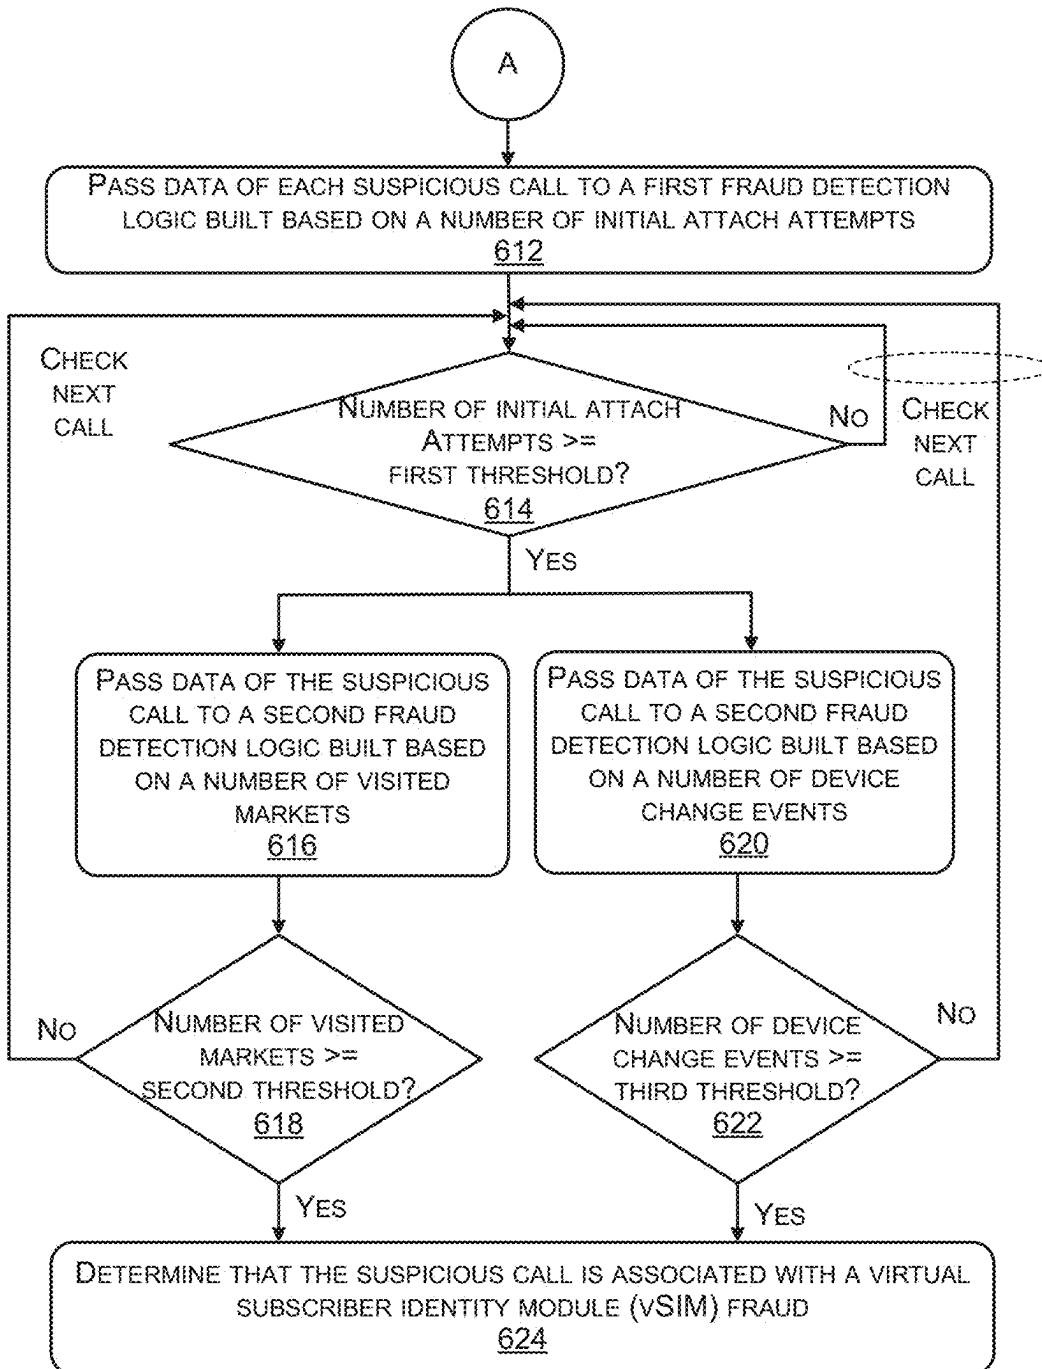 A
PASS DATA OF EACH SUSPICIOUS CALL TO A FIRST FRAUD DETECTION
LOGIC BUILT BASED ON A NUMBER OF INITIAL ATTACH ATTEMPTS
612
CHECK
NEXT
CALL
NUMBER OF INITIAL ATTACH
ATTEMPTS >=
FIRST THRESHOLD?
614
NO
CHECK
NEXT
CALL
YES
PASS DATA OF THE SUSPICIOUS
CALL TO A SECOND FRAUD
DETECTION LOGIC BUILT BASED
ON A NUMBER OF VISITED
MARKETS
616
PASS DATA OF THE SUSPICIOUS
CALL TO A SECOND FRAUD
DETECTION LOGIC BUILT BASED
ON A NUMBER OF DEVICE
CHANGE EVENTS
620
NO
NUMBER OF VISITED
MARKETS >=
SECOND THRESHOLD?
618
NUMBER OF DEVICE
CHANGE EVENTS >=
THIRD THRESHOLD?
622
NO
YES
YES
DETERMINE THAT THE SUSPICIOUS CALL IS ASSOCIATED WITH A VIRTUAL
SUBSCRIBER IDENTITY MODULE (VSIM) FRAUD
624